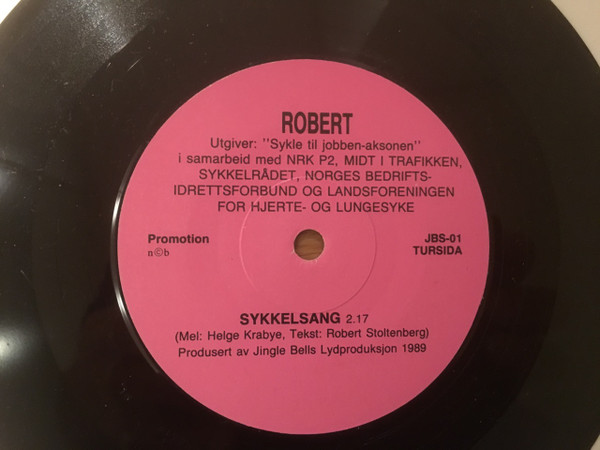 ROBERT
Utgiver: "Sykle til jobben-aksonen"
i samarbeid med NRK P2, MIDT I TRAFIKKEN,
SYKKELRÅDET, NORGES BEDRIFTS-
IDRETTSFORBUND OG LANDSFORENINGEN
FOR HJERTE- OG LUNGESYKE
Promotion
n©b
JBS-01
TURSIDA
SYKKELSANG 2.17
(Mel: Helge Krabye, Tekst: Robert Stoltenberg)
Produsert av Jingle Bells Lydproduksjon 1989